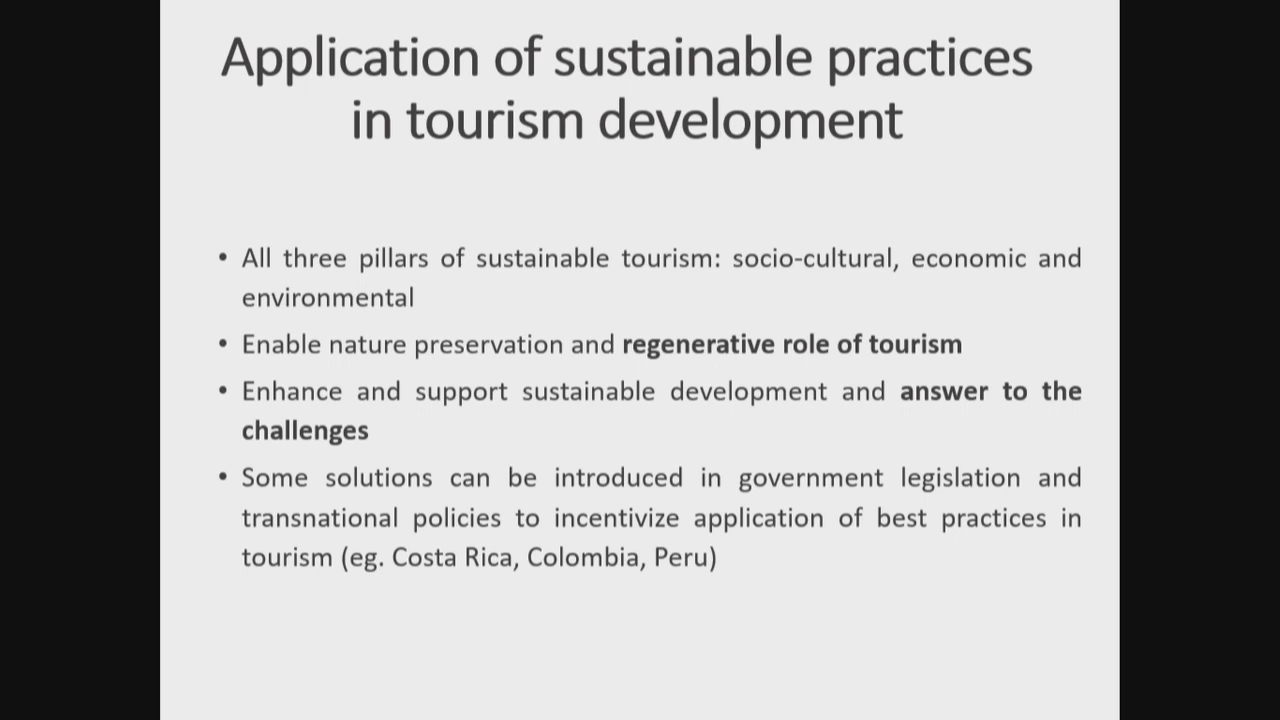 Application of sustainable practices
in tourism development
• All three pillars of sustainable tourism: socio-cultural, economic and
environmental
• Enable nature preservation and regenerative role of tourism
• Enhance and support sustainable development and answer to the
challenges
• Some solutions can be introduced in government legislation and
transnational policies to incentivize application of best practices in
tourism (eg. Costa Rica, Colombia, Peru)